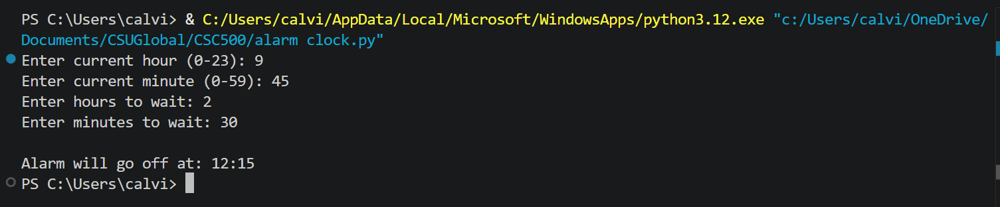 PS C:\Users\calvi> & C:/Users/calvi/AppData/Local/Microsoft/WindowsApps/python3.12.exe "c:/Users/calvi/OneDrive/
Documents/CSUGlobal/CSC500/alarm clock.py"
Enter current hour (0-23): 9
Enter current minute (0-59): 45
Enter hours to wait: 2
Enter minutes to wait: 30
Alarm will go off at: 12:15
PS C:\Users\calvi>